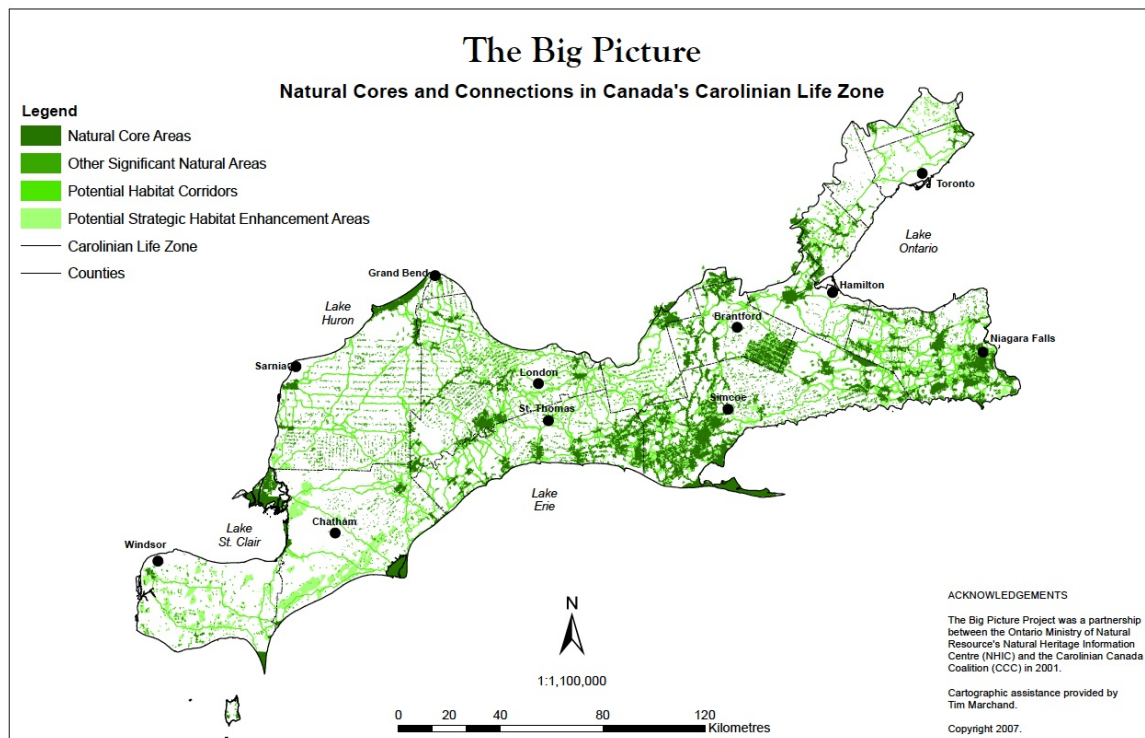 The Big Picture
Natural Cores and Connections in Canada's Carolinian Life Zone
Legend
Natural Core Areas
Other Significant Natural Areas
Potential Habitat Corridors
Potential Strategic Habitat Enhancement Areas
Carolinian Life Zone
Counties
Toronto
Lake
Ontario
Grand Bend
Hamilton
Lake
Huron
Brantford
Niagara Falls
Sarnia
London
Simcoe
St. Thomas
Lake
Erie
Chatham
Lake
St. Clair
Windsor
N
1:1,100,000
0 20 40 80 120
Kilometres
ACKNOWLEDGEMENTS
The Big Picture was a partnership
between the Ontario Ministry of Natural
Resource's Natural Heritage Information
Centre (NHIC) and the Carolinian Canada
Coalition (CCC) in 2001.
Cartographic assistance provided by
Tim Marchand.
Copyright 2007.